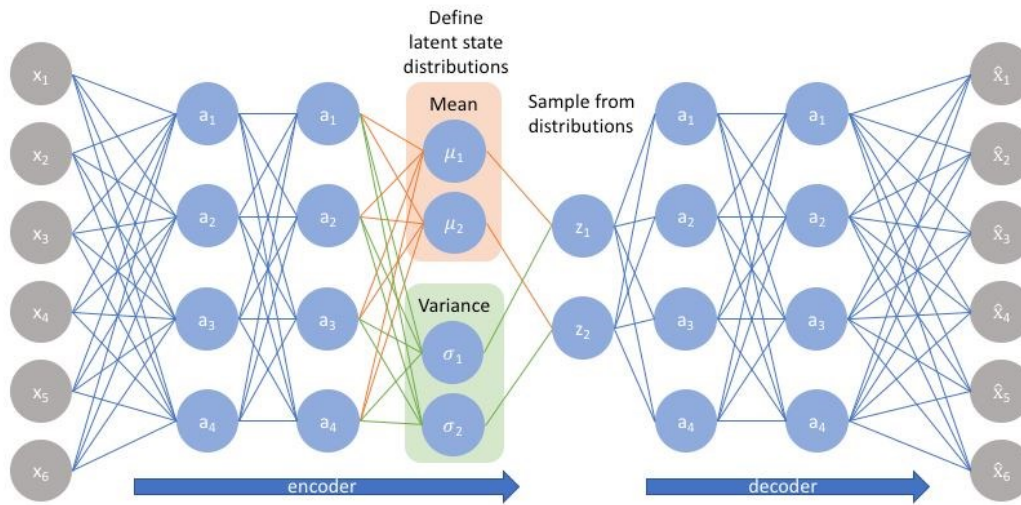 Define
latent state
distributions
Mean
μ₁
μ₂
Variance
σ₁
σ₂
Sample from
distributions
x₁
x₂
x₃
x₄
x₅
x₆
a₁
a₂
a₃
a₄
a₁
a₂
a₃
a₄
z₁
z₂
a₁
a₂
a₃
a₄
a₁
a₂
a₃
a₄
x̂₁
x̂₂
x̂₃
x̂₄
x̂₅
x̂₆
encoder
decoder